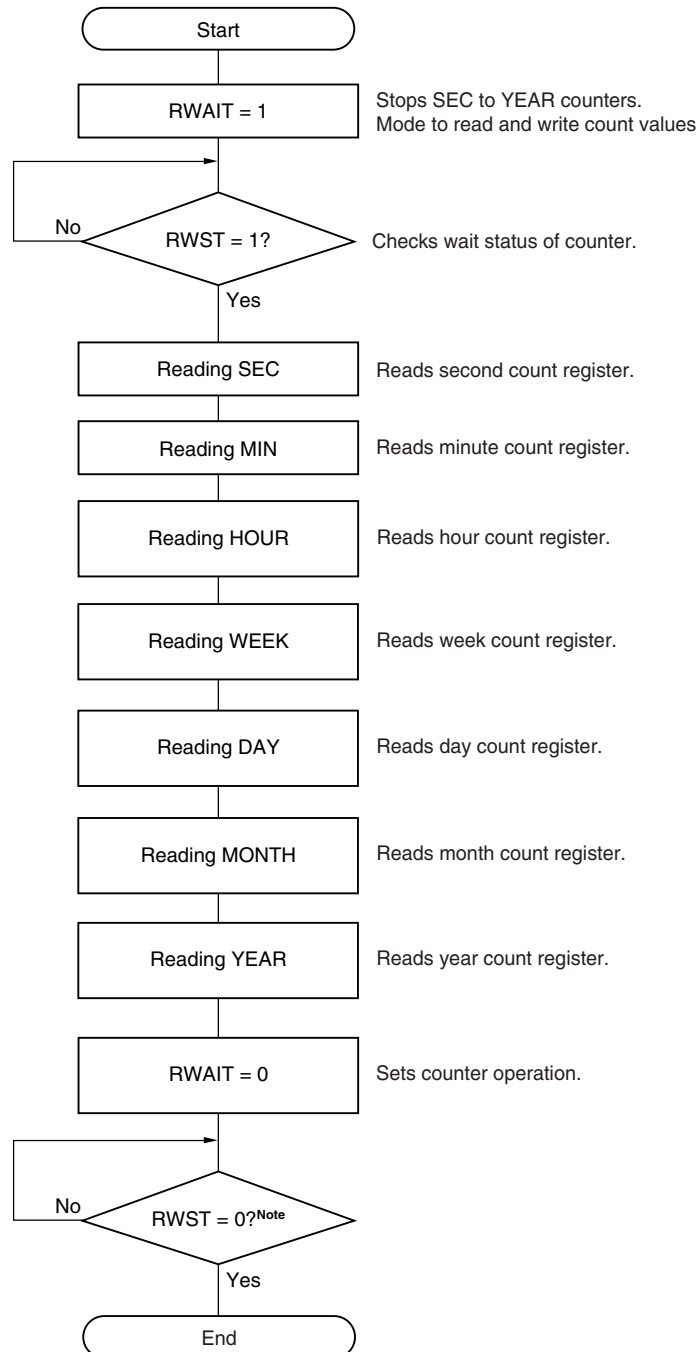 Start
RWAIT = 1
Stops SEC to YEAR counters.
Mode to read and write count values
No
RWST = 1?
Checks wait status of counter.
Yes
Reading SEC
Reads second count register.
Reading MIN
Reads minute count register.
Reading HOUR
Reads hour count register.
Reading WEEK
Reads week count register.
Reading DAY
Reads day count register.
Reading MONTH
Reads month count register.
Reading YEAR
Reads year count register.
RWAIT = 0
Sets counter operation.
No
RWST = 0?Note
Yes
End